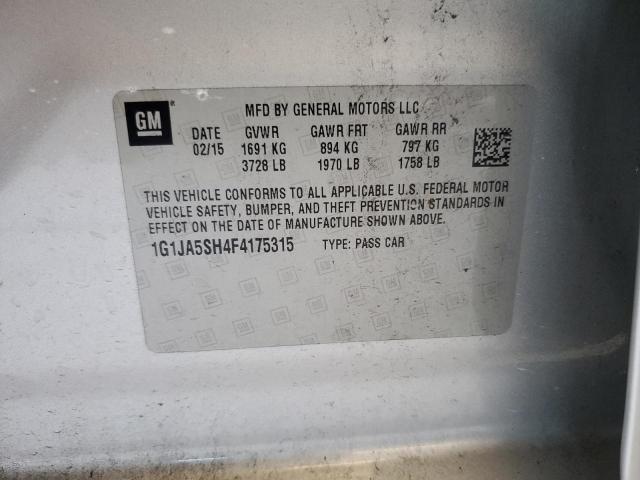 GM
MFD BY GENERAL MOTORS LLC
DATE GVWR GAWR FRT GAWR RR
02/15 1691 KG 894 KG 797 KG
3728 LB 1970 LB 1758 LB
THIS VEHICLE CONFORMS TO ALL APPLICABLE U.S. FEDERAL MOTOR
VEHICLE SAFETY, BUMPER, AND THEFT PREVENTION STANDARDS IN
EFFECT ON THE DATE OF MANUFACTURE SHOWN ABOVE.
1G1JA5SH4F4175315 TYPE: PASS CAR